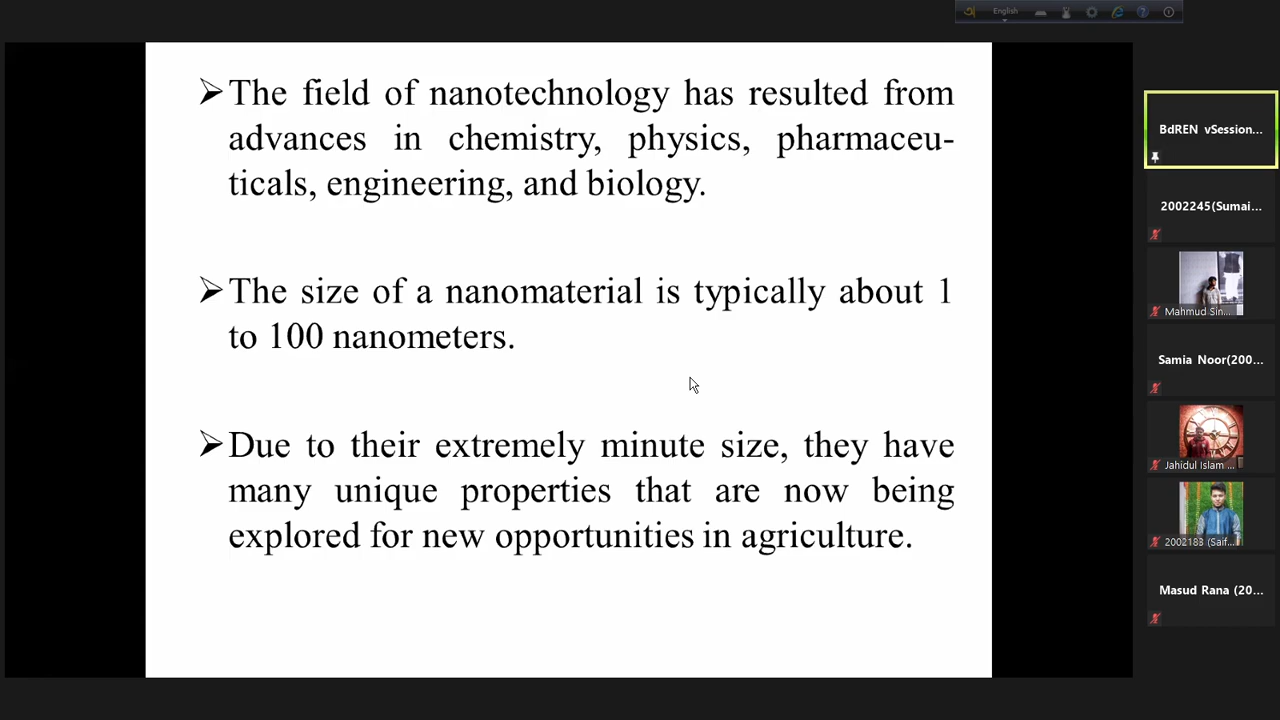 English
➢The field of nanotechnology has resulted from
advances in chemistry, physics, pharmaceu-
ticals, engineering, and biology.
➢The size of a nanomaterial is typically about 1
to 100 nanometers.
➢Due to their extremely minute size, they have
many unique properties that are now being
explored for new opportunities in agriculture.
BdREN vSession...
2002245(Sumai...
Mahmud Sin...
Samia Noor(200...
Jahidul Islam ...
2002183 (Saif...
Masud Rana (20...